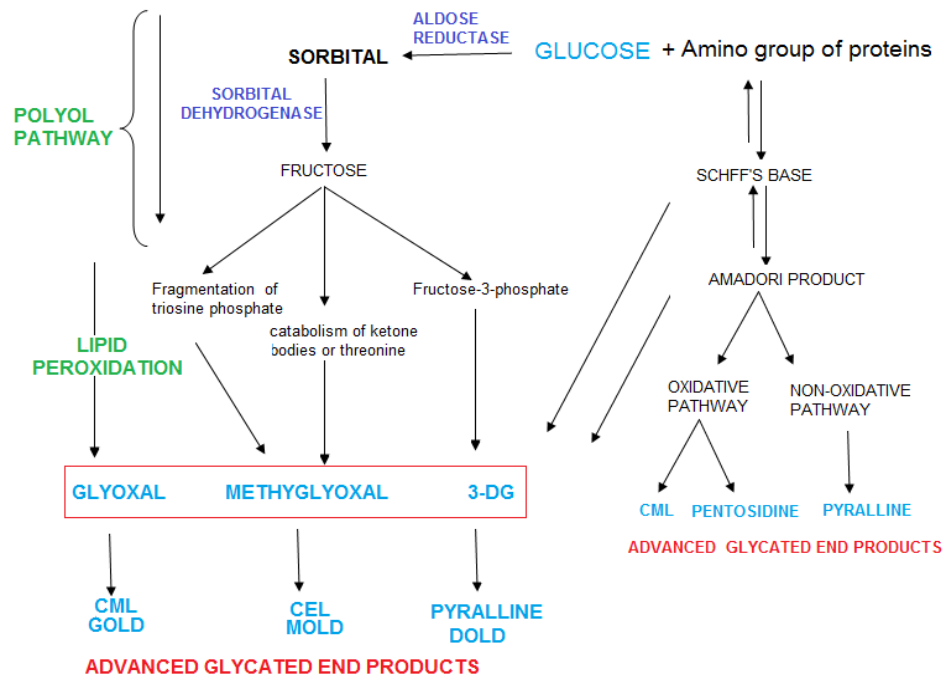 ALDOSE
REDUCTASE
SORBITAL
GLUCOSE + Amino group of proteins
SORBITAL
DEHYDROGENASE
POLYOL
PATHWAY
FRUCTOSE
SCHFF'S BASE
Fragmentation of
triosine phosphate
Fructose-3-phosphate
AMADORI PRODUCT
catabolism of ketone
bodies or threonine
LIPID
PEROXIDATION
OXIDATIVE
PATHWAY
NON-OXIDATIVE
PATHWAY
GLYOXAL METHYGLYOXAL 3-DG
CML PENTOSIDINE PYRALLINE
ADVANCED GLYCATED END PRODUCTS
CML
GOLD
CEL
MOLD
PYRALLINE
DOLD
ADVANCED GLYCATED END PRODUCTS